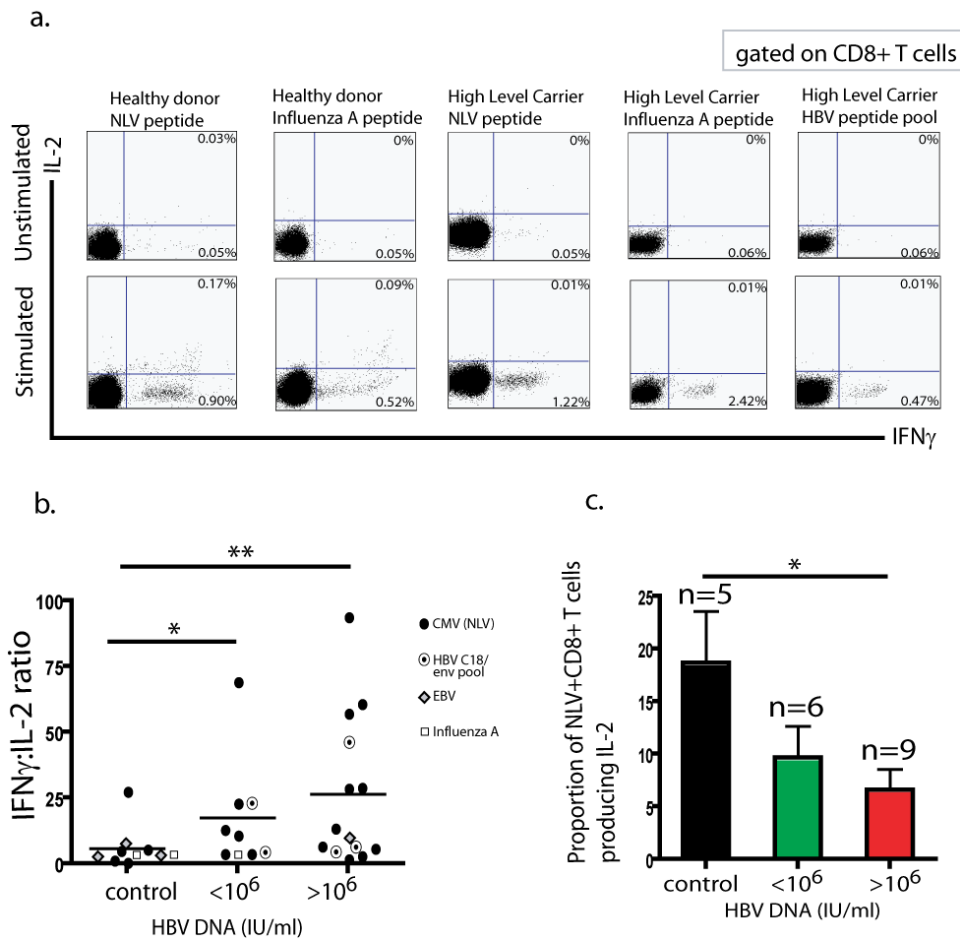 a.
gated on CD8+ T cells
Healthy donor
NLV peptide
Healthy donor
Influenza A peptide
High Level Carrier
NLV peptide
High Level Carrier
Influenza A peptide
High Level Carrier
HBV peptide pool
Unstimulated
IL-2
0.03%
0.05%
0%
0.05%
0%
0.05%
0%
0.06%
0%
0.06%
Stimulated
0.17%
0.90%
0.09%
0.52%
0.01%
1.22%
0.01%
2.42%
0.01%
0.47%
IFNγ
b.
**
*
IFNγ:IL-2 ratio
100
75
50
25
0
control
<10⁶
>10⁶
HBV DNA (IU/ml)
CMV (NLV)
HBV C18/
env pool
EBV
Influenza A
c.
*
Proportion of NLV+CD8+ T cells
producing IL-2
25
20
15
10
5
0
n=5
n=6
n=9
control
<10⁶
>10⁶
HBV DNA (IU/ml)